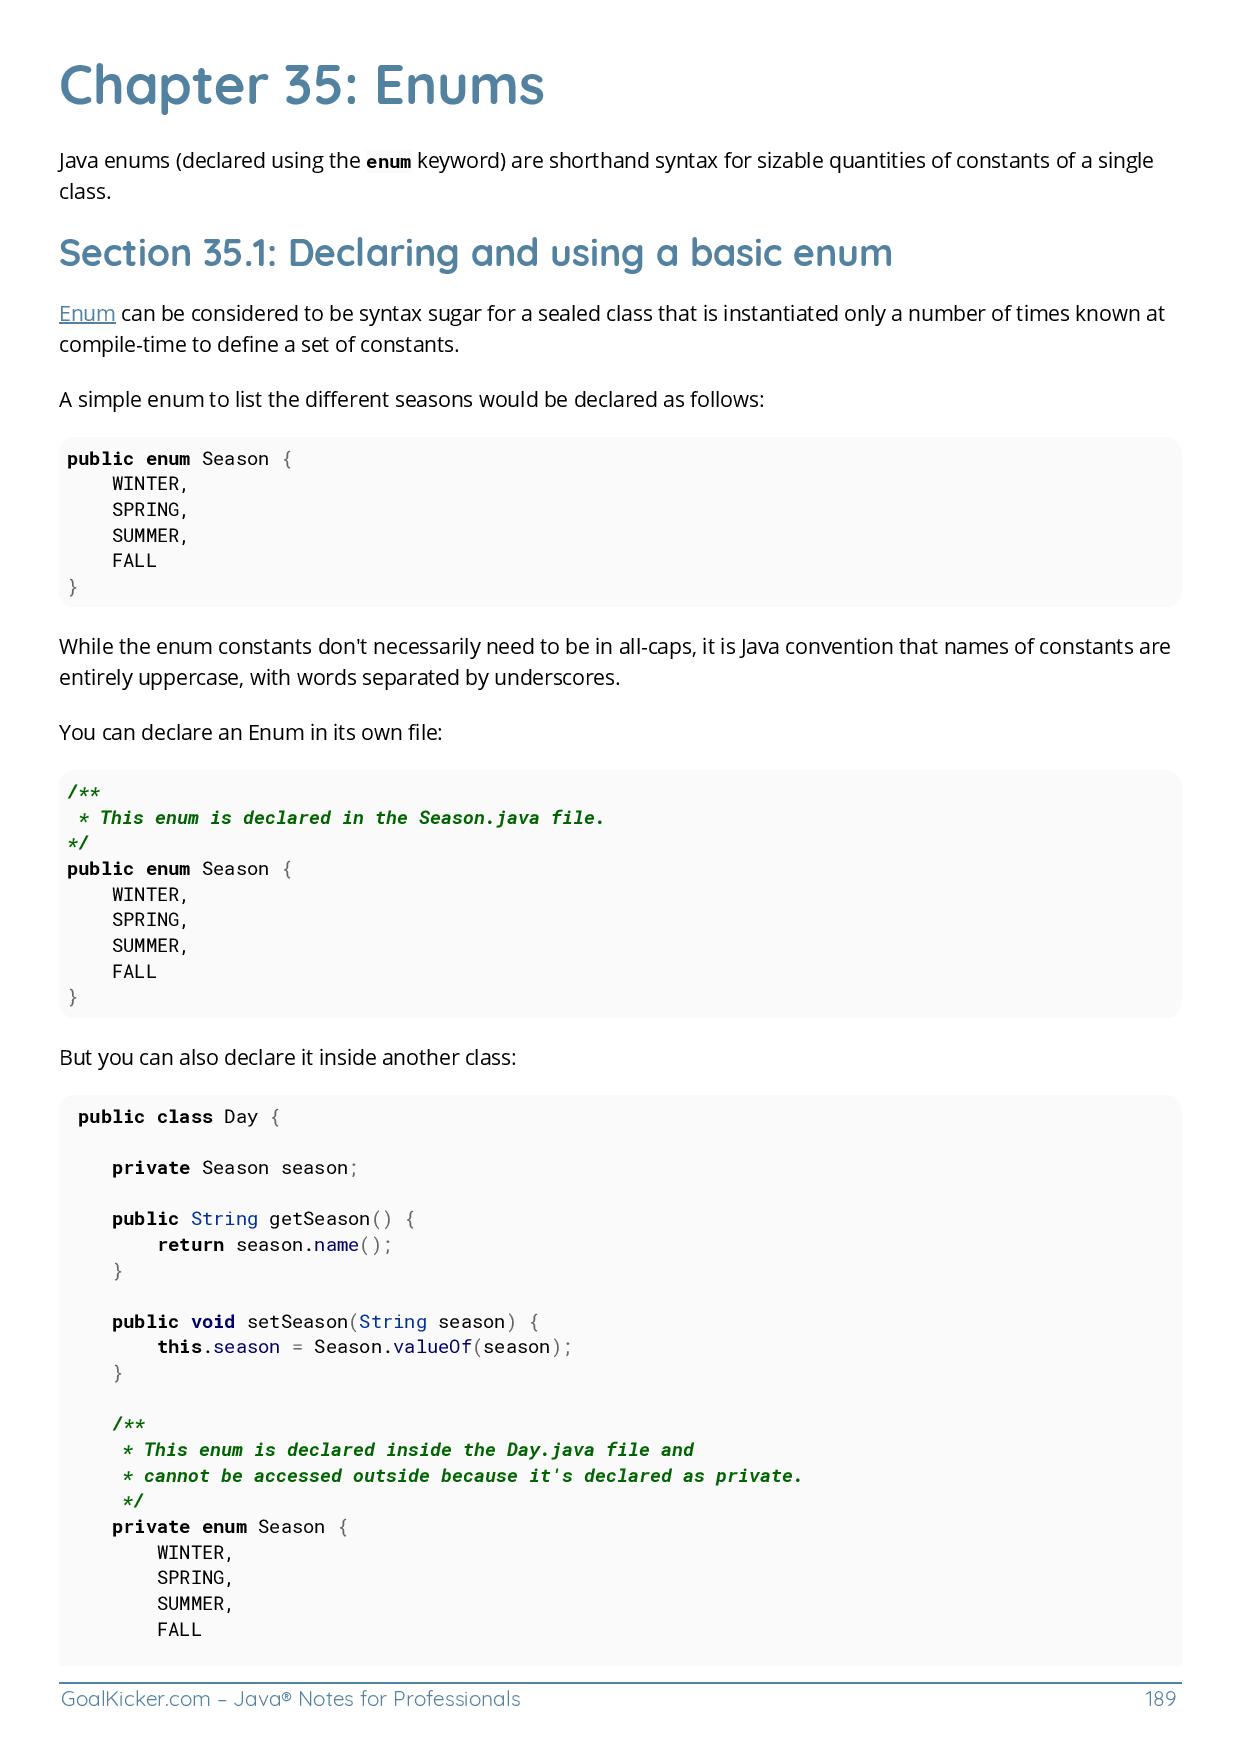 Chapter 35: Enums
Java enums (declared using the enum keyword) are shorthand syntax for sizable quantities of constants of a single
class.
Section 35.1: Declaring and using a basic enum
Enum can be considered to be syntax sugar for a sealed class that is instantiated only a number of times known at
compile-time to define a set of constants.
A simple enum to list the different seasons would be declared as follows:
public enum Season {
    WINTER,
    SPRING,
    SUMMER,
    FALL
}
While the enum constants don't necessarily need to be in all-caps, it is Java convention that names of constants are
entirely uppercase, with words separated by underscores.
You can declare an Enum in its own file:
/**
 * This enum is declared in the Season.java file.
*/
public enum Season {
    WINTER,
    SPRING,
    SUMMER,
    FALL
}
But you can also declare it inside another class:
 public class Day {
    private Season season;
    public String getSeason() {
        return season.name();
    }
    public void setSeason(String season) {
        this.season = Season.valueOf(season);
    }
    /**
     * This enum is declared inside the Day.java file and
     * cannot be accessed outside because it's declared as private.
     */
    private enum Season {
        WINTER,
        SPRING,
        SUMMER,
        FALL
GoalKicker.com – Java® Notes for Professionals 189